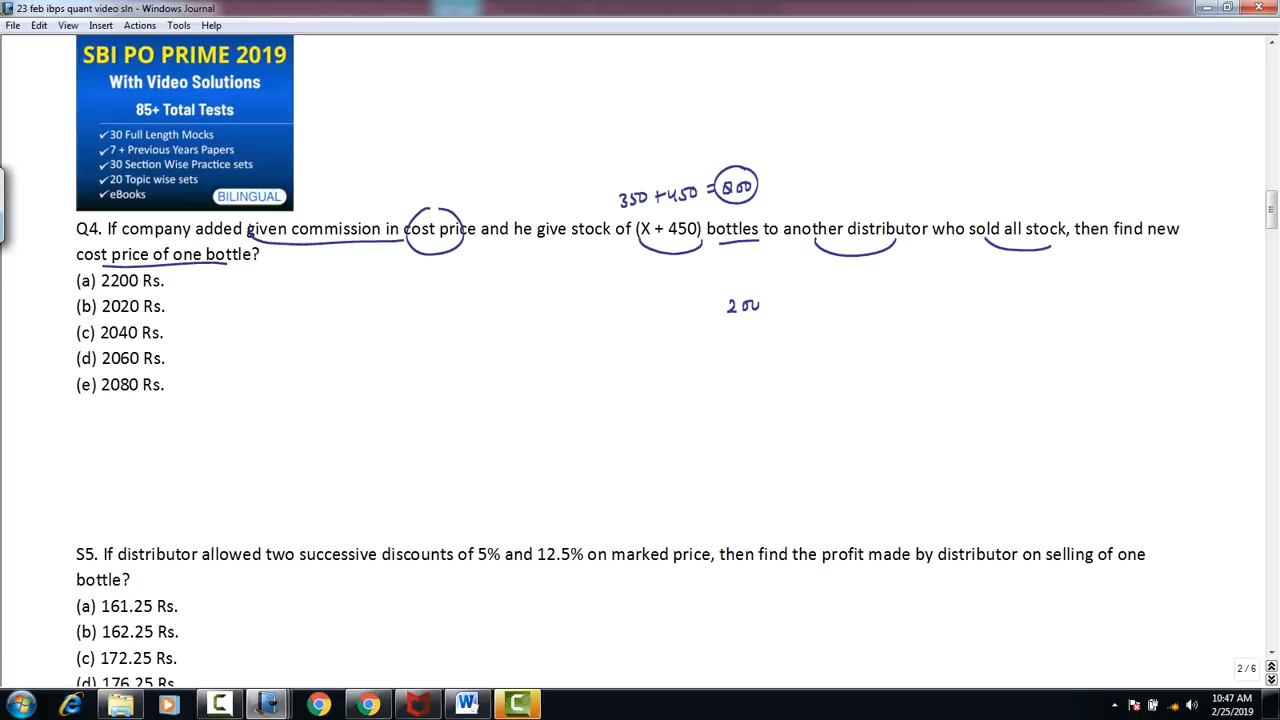 23 feb ibps quant video sln - Windows Journal
File Edit View Insert Actions Tools Help
SBI PO PRIME 2019
With Video Solutions
85+ Total Tests
✓30 Full Length Mocks
✓7 + Previous Years Papers
✓30 Section Wise Practice sets
✓20 Topic wise sets
✓eBooks
BILINGUAL
350 + 450 = 800
Q4. If company added given commission in cost price and he give stock of (X + 450) bottles to another distributor who sold all stock, then find new
cost price of one bottle?
(a) 2200 Rs.
(b) 2020 Rs.
(c) 2040 Rs.
(d) 2060 Rs.
(e) 2080 Rs.
200
S5. If distributor allowed two successive discounts of 5% and 12.5% on marked price, then find the profit made by distributor on selling of one
bottle?
(a) 161.25 Rs.
(b) 162.25 Rs.
(c) 172.25 Rs.
(d) 176.25 Rs.
2 / 6
10:47 AM
2/25/2019